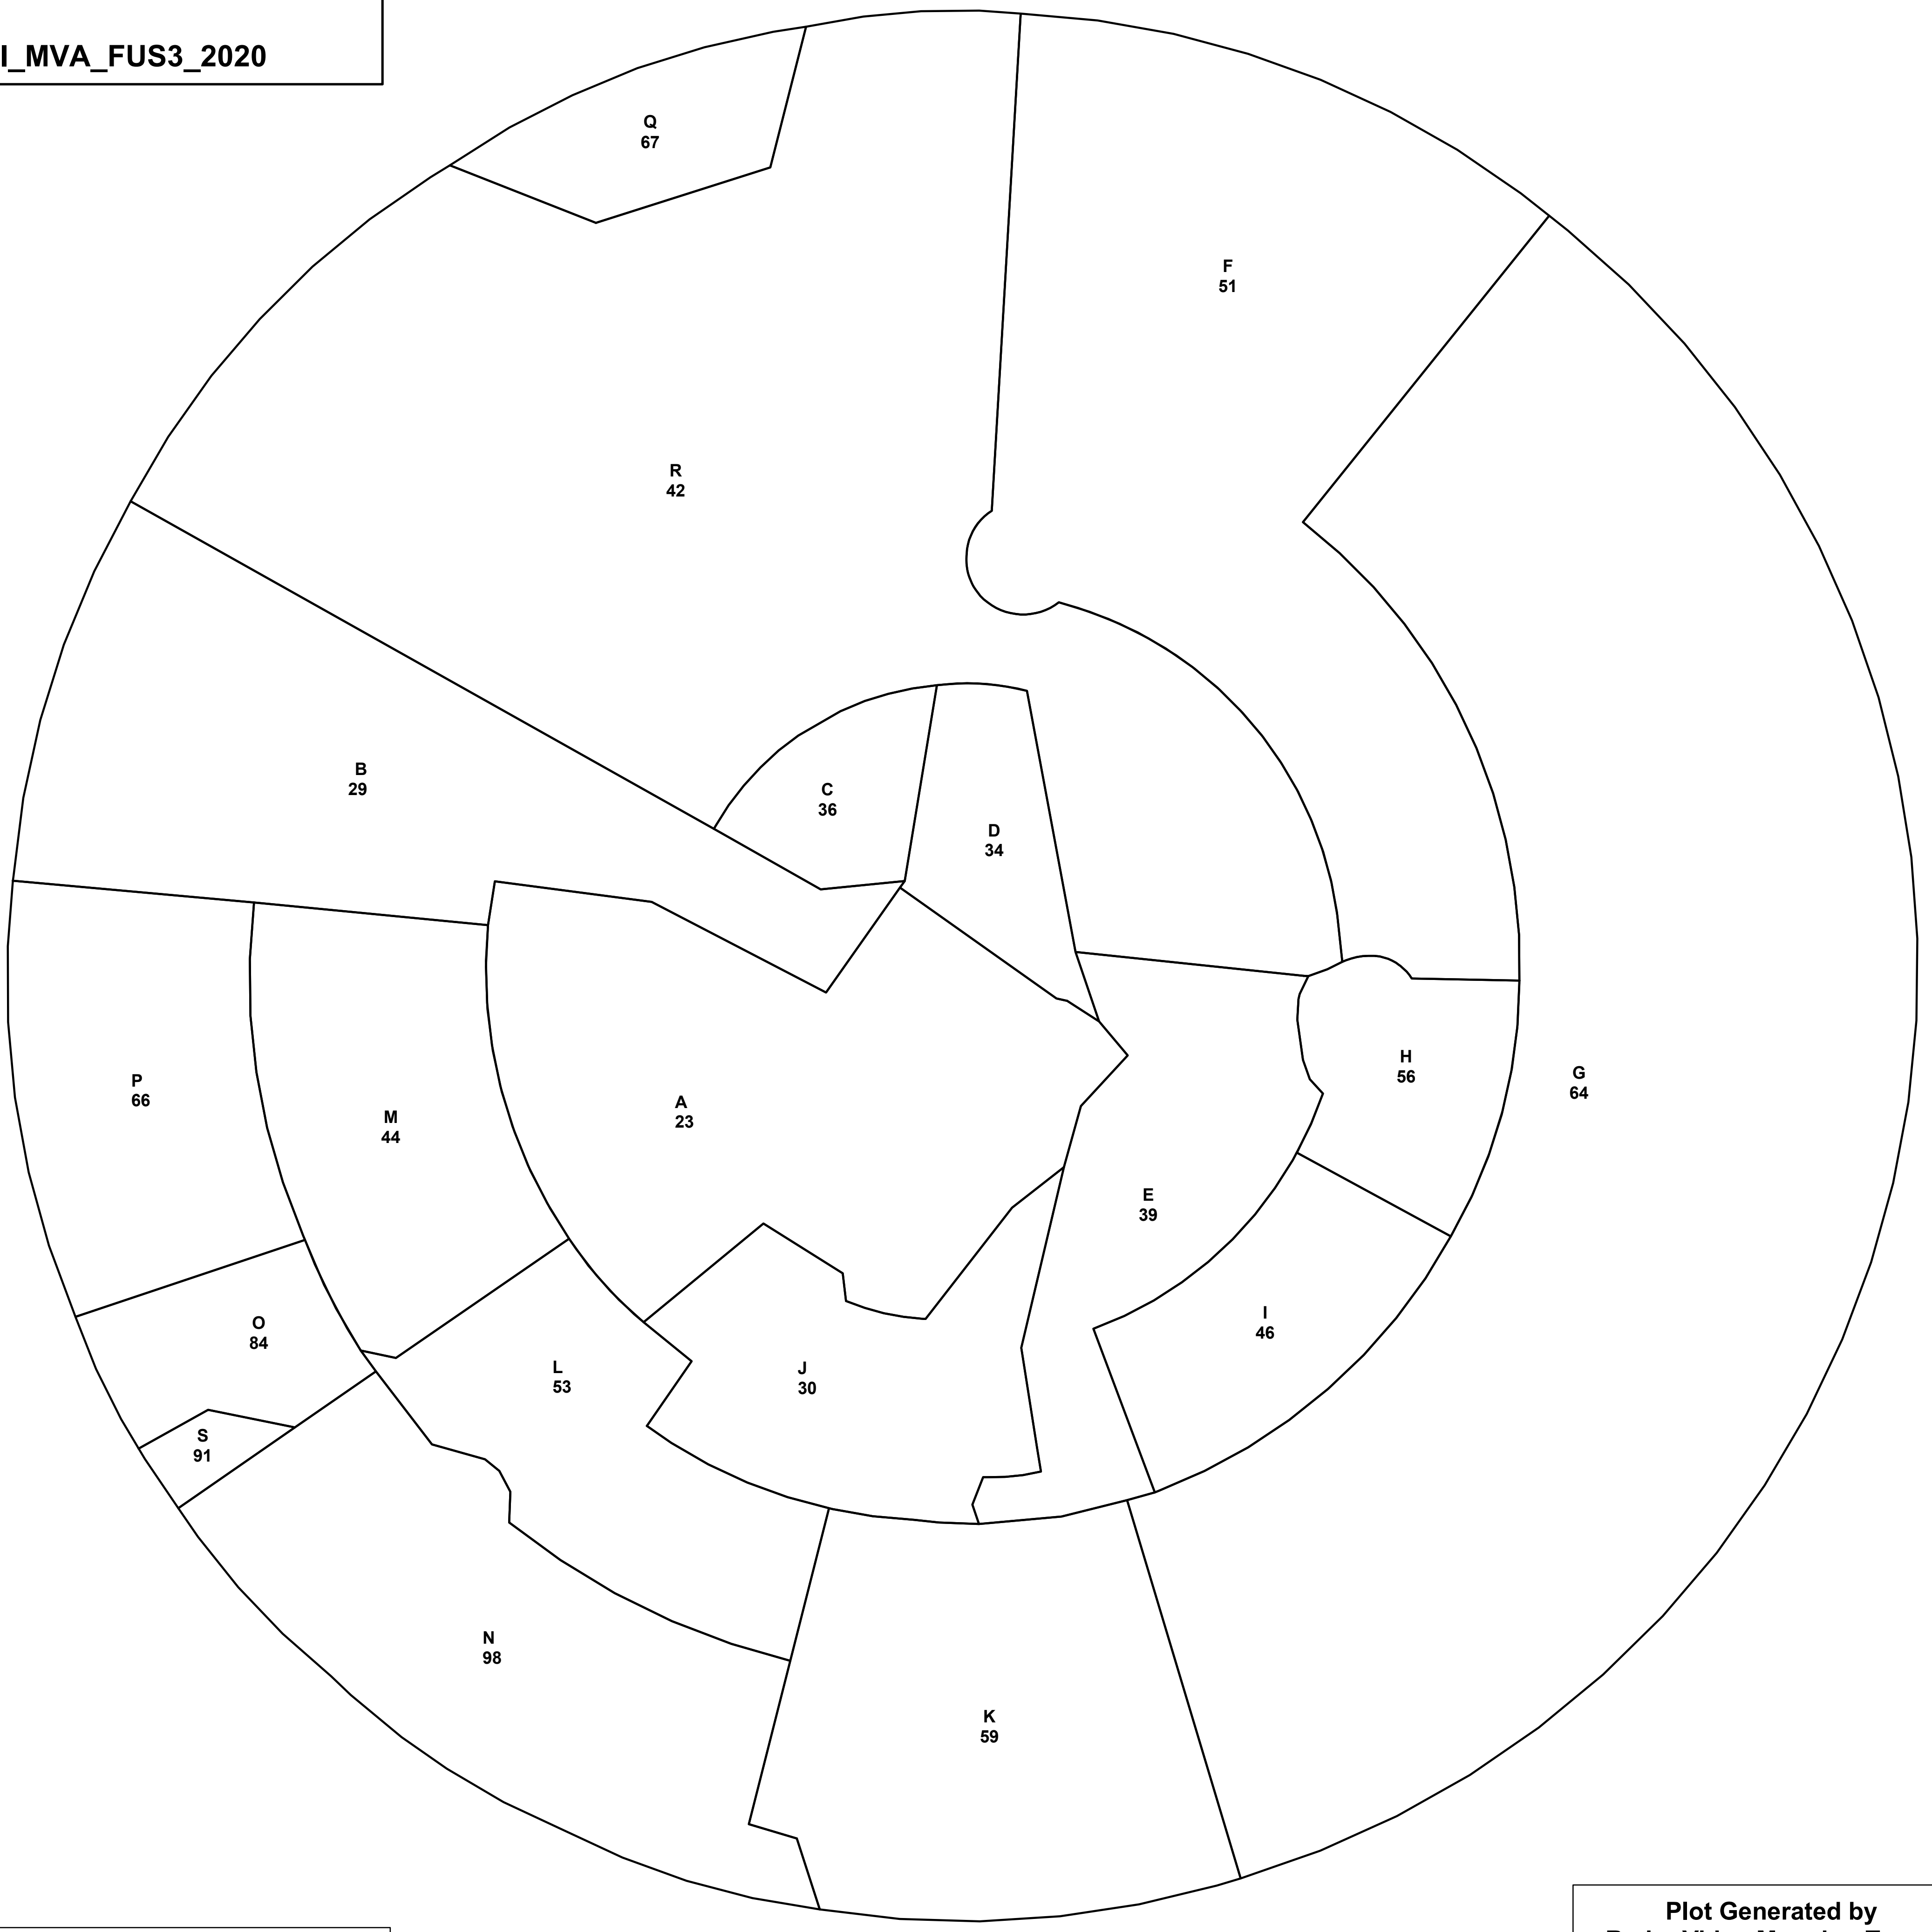 I_MVA_FUS3_2020
Q
67
F
51
R
42
B
29
C
36
D
34
H
56
G
64
P
66
A
23
M
44
E
39
I
46
O
84
L
53
J
30
S
91
N
98
K
59
Plot Generated by